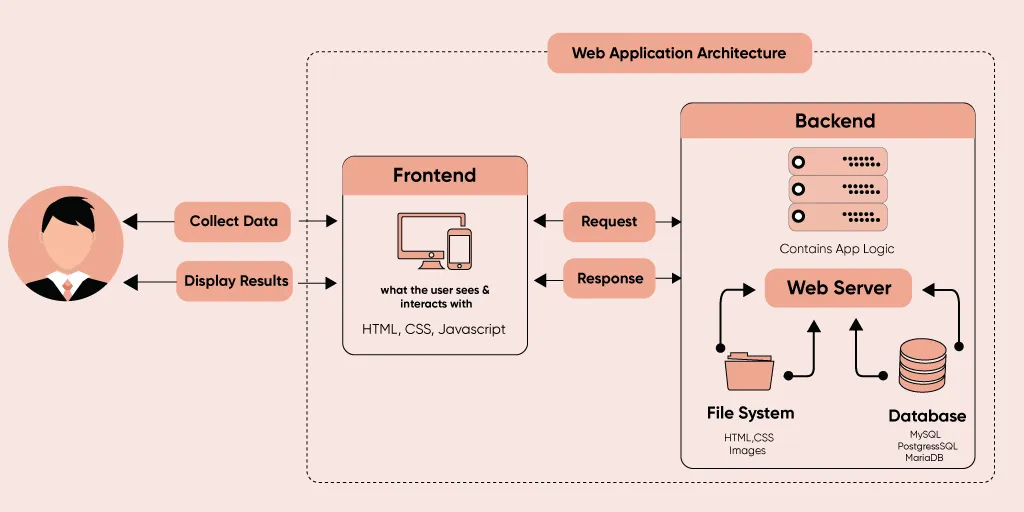 Web Application Architecture
Collect Data
Display Results
Frontend
what the user sees &
interacts with
HTML, CSS, Javascript
Request
Response
Backend
Contains App Logic
Web Server
File System
HTML,CSS
Images
Database
MySQL
PostgressSQL
MariaDB